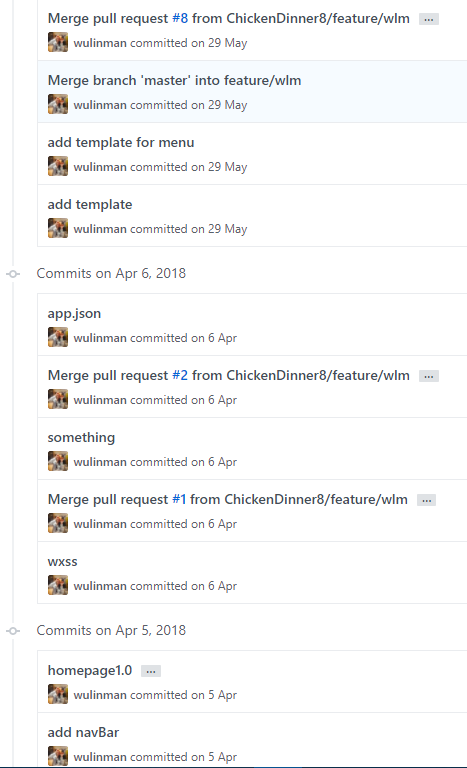 Merge pull request #8 from ChickenDinner8/feature/wlm ...
wulinman committed on 29 May
Merge branch 'master' into feature/wlm
wulinman committed on 29 May
add template for menu
wulinman committed on 29 May
add template
wulinman committed on 29 May
Commits on Apr 6, 2018
app.json
wulinman committed on 6 Apr
Merge pull request #2 from ChickenDinner8/feature/wlm ...
wulinman committed on 6 Apr
something
wulinman committed on 6 Apr
Merge pull request #1 from ChickenDinner8/feature/wlm ...
wulinman committed on 6 Apr
wxss
wulinman committed on 6 Apr
Commits on Apr 5, 2018
homepage1.0 ...
wulinman committed on 5 Apr
add navBar
wulinman committed on 5 Apr